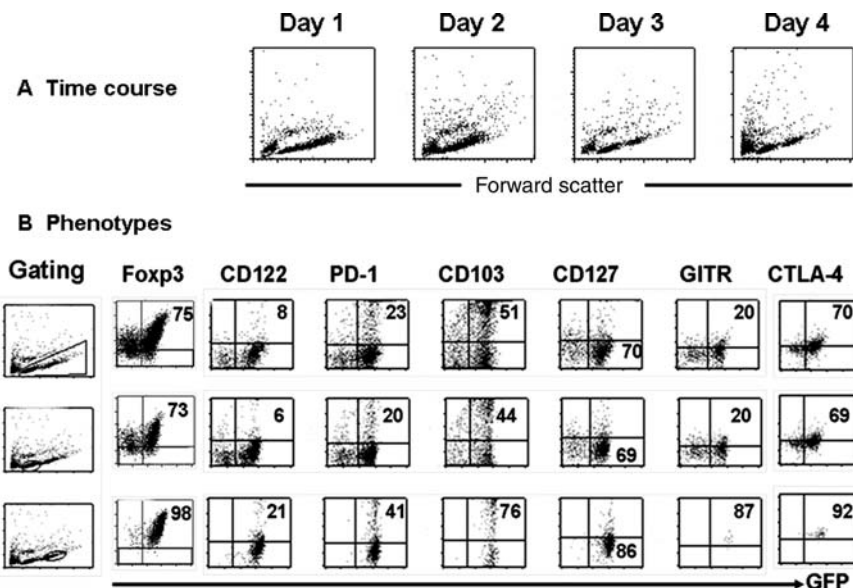 Day 1 Day 2 Day 3 Day 4
A Time course
Forward scatter
B Phenotypes
Gating Foxp3 CD122 PD-1 CD103 CD127 GITR CTLA-4
75 8 23 51 70 20 70
73 6 20 44 69 20 69
98 21 41 76 86 87 92
GFP